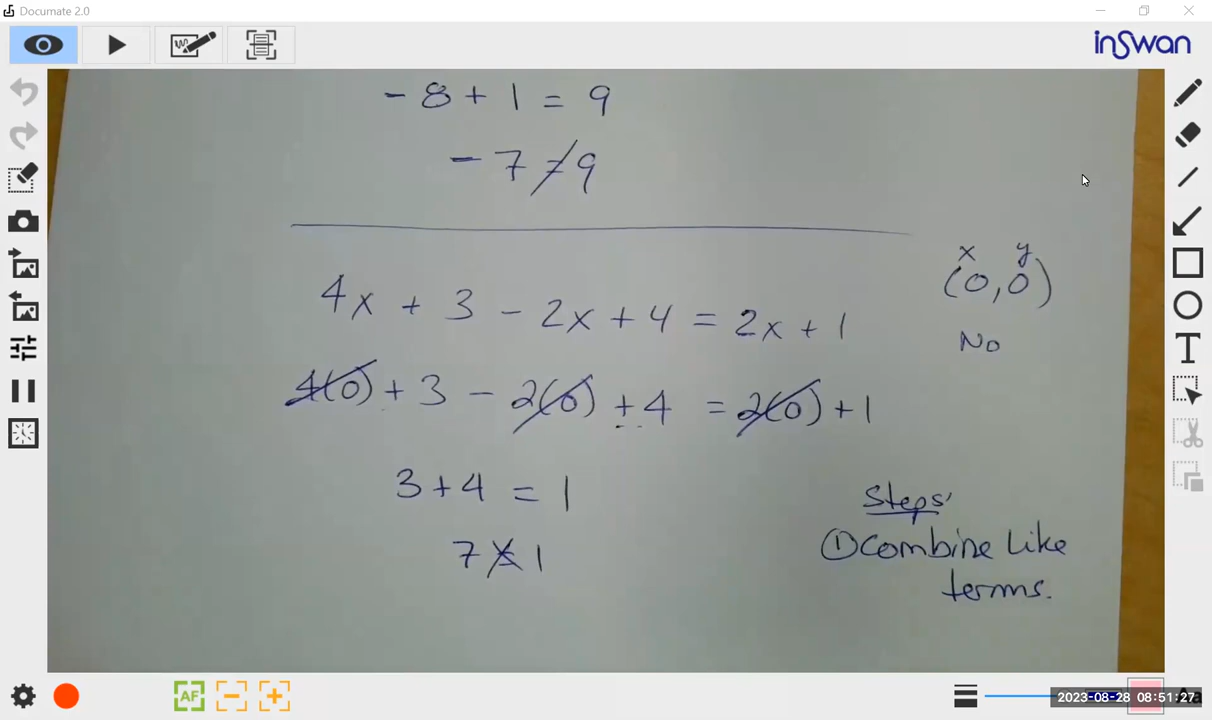 Documate 2.0
inSwan
- 8 + 1 = 9
- 7 ≠ 9
x y
(0,0)
No
4x + 3 - 2x + 4 = 2x + 1
4(0) + 3 - 2(0) + 4 = 2(0) + 1
3 + 4 = 1
7 ≠ 1
Steps:
① Combine Like
terms.
T
AF
2023-08-28 08:51:27